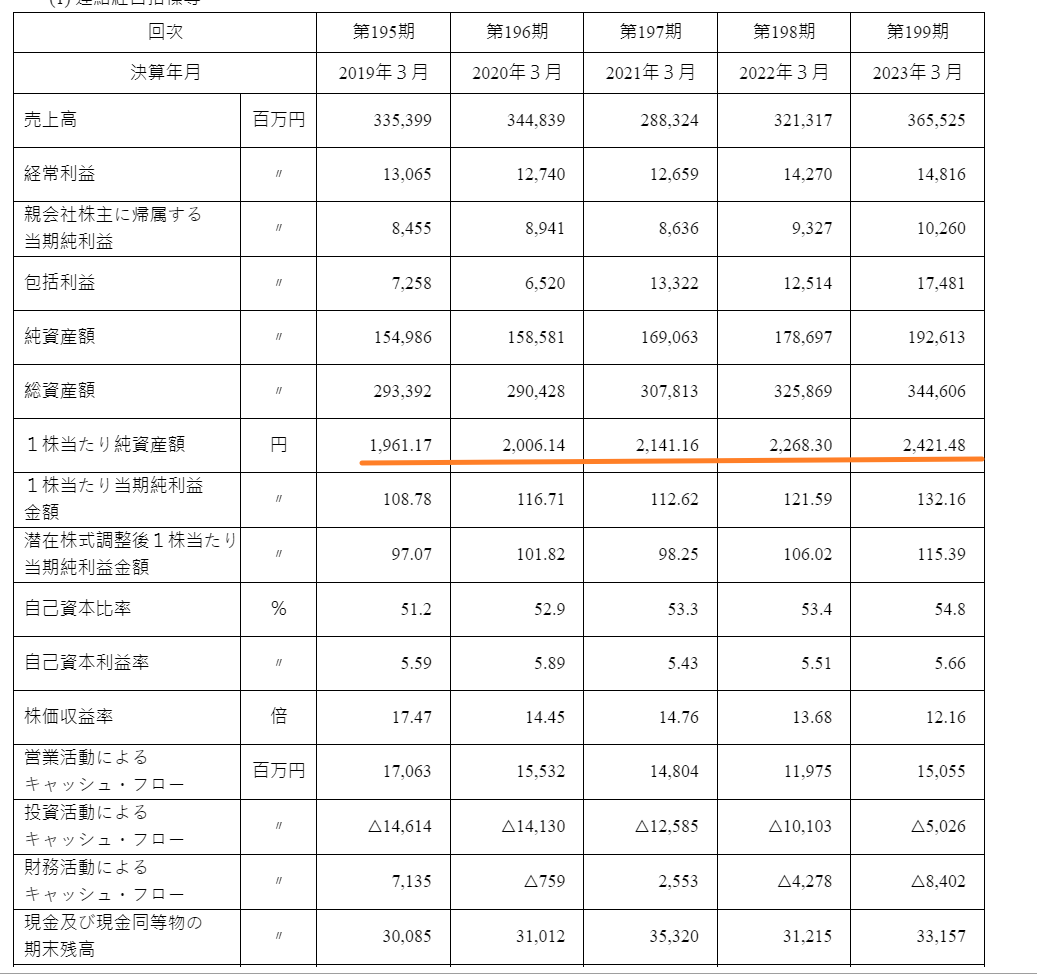 回次 第195期 第196期 第197期 第198期 第199期
決算年月 2019年３月 2020年３月 2021年３月 2022年３月 2023年３月
売上高 百万円 335,399 344,839 288,324 321,317 365,525
経常利益 〃 13,065 12,740 12,659 14,270 14,816
親会社株主に帰属する
当期純利益 〃 8,455 8,941 8,636 9,327 10,260
包括利益 〃 7,258 6,520 13,322 12,514 17,481
純資産額 〃 154,986 158,581 169,063 178,697 192,613
総資産額 〃 293,392 290,428 307,813 325,869 344,606
１株当たり純資産額 円 1,961.17 2,006.14 2,141.16 2,268.30 2,421.48
１株当たり当期純利益
金額 〃 108.78 116.71 112.62 121.59 132.16
潜在株式調整後１株当たり
当期純利益金額 〃 97.07 101.82 98.25 106.02 115.39
自己資本比率 % 51.2 52.9 53.3 53.4 54.8
自己資本利益率 〃 5.59 5.89 5.43 5.51 5.66
株価収益率 倍 17.47 14.45 14.76 13.68 12.16
営業活動による
キャッシュ・フロー 百万円 17,063 15,532 14,804 11,975 15,055
投資活動による
キャッシュ・フロー 〃 △14,614 △14,130 △12,585 △10,103 △5,026
財務活動による
キャッシュ・フロー 〃 7,135 △759 2,553 △4,278 △8,402
現金及び現金同等物の
期末残高 〃 30,085 31,012 35,320 31,215 33,157